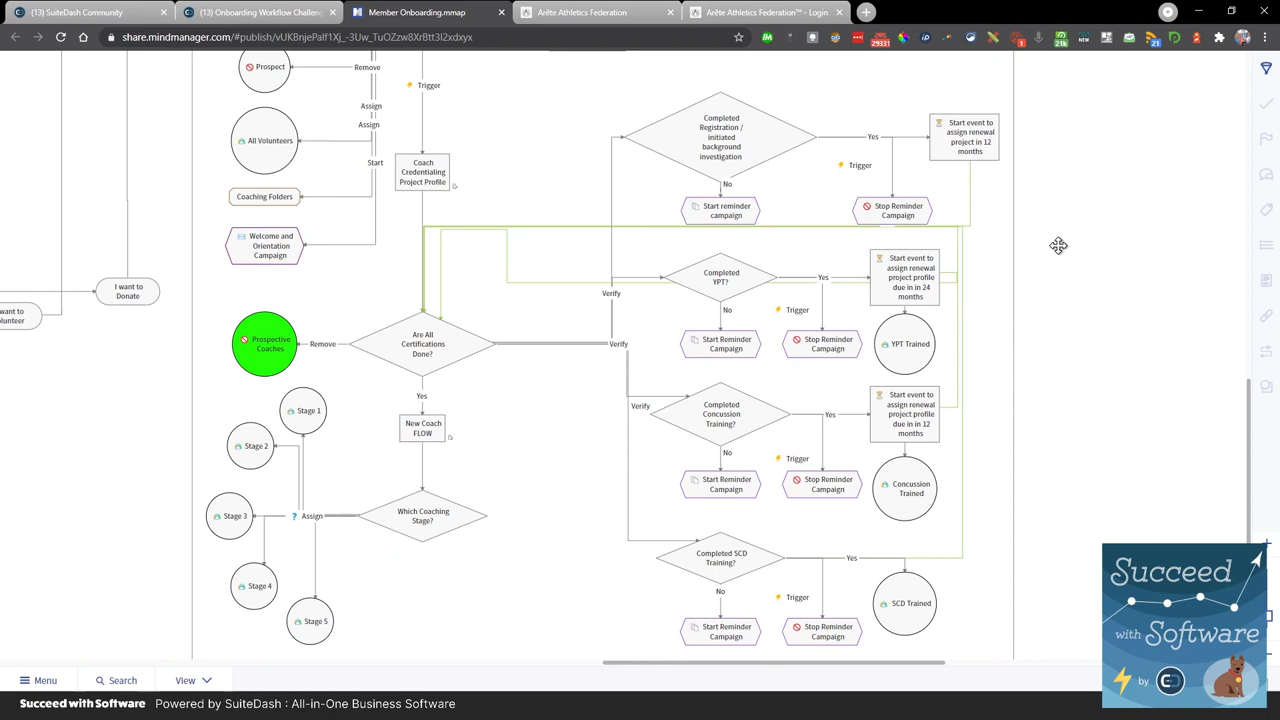 (13) SuiteDash Community
(13) Onboarding Workflow Challeng
Member Onboarding.mmap
Arête Athletics Federation
Arête Athletics Federation™ - Login
29331
1
21k
NEW
21
Prospect
Remove
Trigger
Assign
Assign
All Volunteers
Start
Coaching Folders
Welcome and
Orientation
Campaign
Coach
Credentialing
Project Profile
Completed
Registration /
initiated
background
investigation
Yes
Trigger
Start event to
assign renewal
project in 12
months
No
Start reminder
campaign
Stop Reminder
Campaign
I want to
Donate
want to
olunteer
Verify
Completed
YPT?
Yes
Start event to
assign renewal
project profile
due in in 24
months
No
Trigger
Start Reminder
Campaign
Stop Reminder
Campaign
YPT Trained
Prospective
Coaches
Remove
Are All
Certifications
Done?
Verify
Yes
Verify
Completed
Concussion
Training?
Yes
Start event to
assign renewal
project profile
due in in 12
months
No
Trigger
Start Reminder
Campaign
Stop Reminder
Campaign
Concussion
Trained
New Coach
FLOW
Stage 1
Stage 2
Stage 3
Assign
Which Coaching
Stage?
Stage 4
Stage 5
Completed SCD
Training?
Yes
No
Trigger
Start Reminder
Campaign
Stop Reminder
Campaign
SCD Trained
Menu
Search
View
Succeed
with Software
by
Succeed with Software
Powered by SuiteDash : All-in-One Business Software